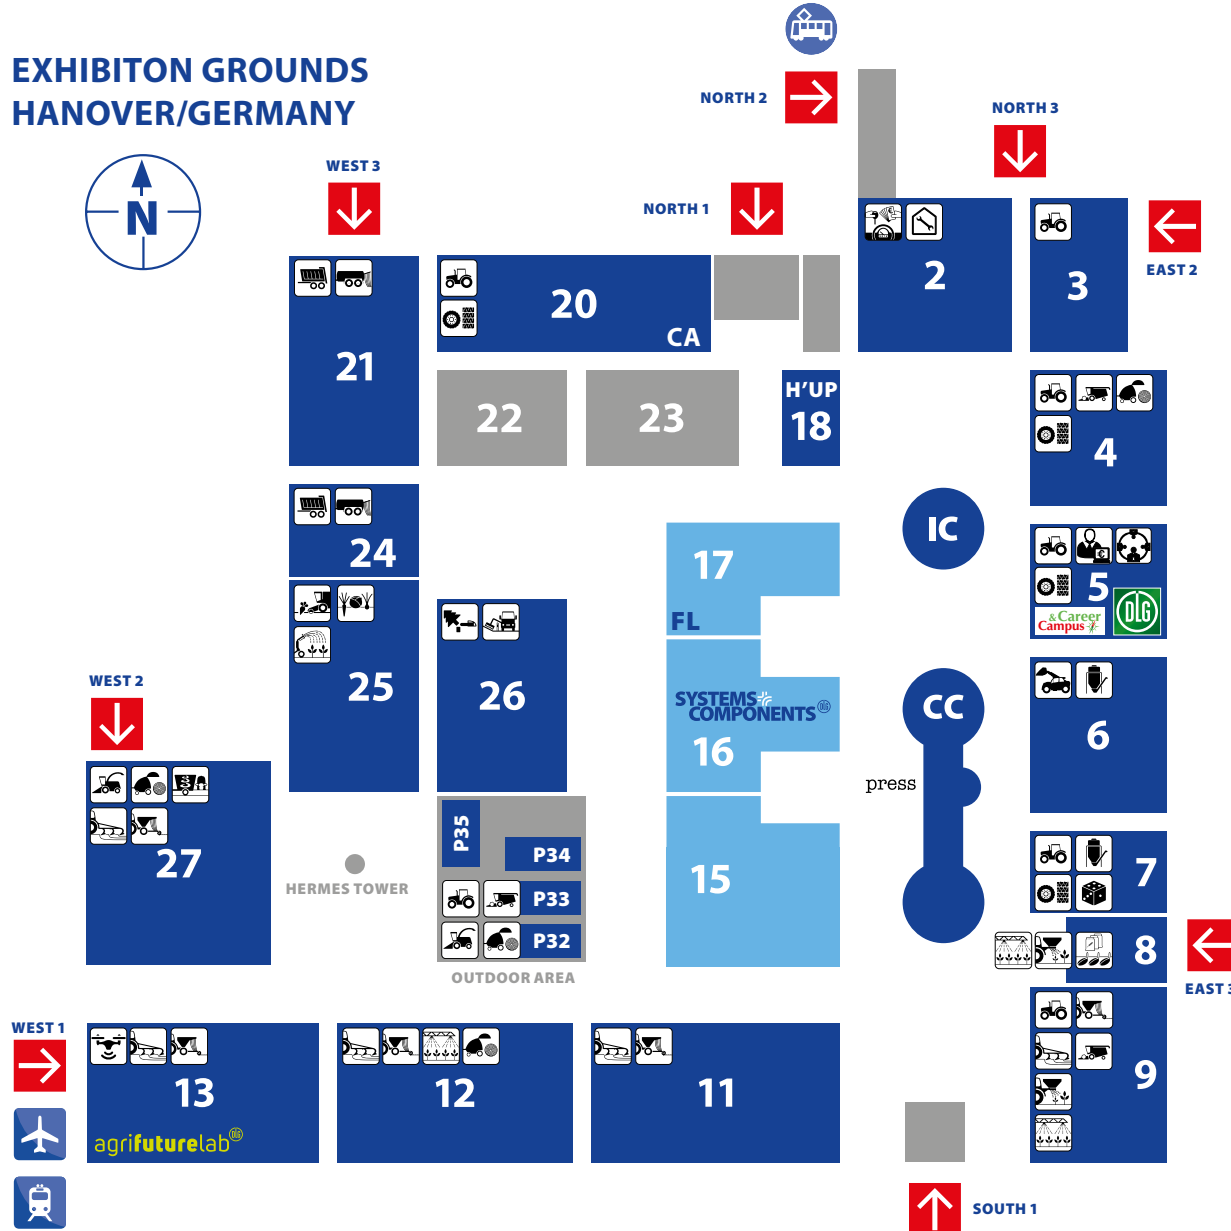 EXHIBITON GROUNDS
HANOVER/GERMANY
N
WEST 3
NORTH 2
NORTH 1
NORTH 3
EAST 2
2
3
20
CA
21
22
23
H'UP
18
4
24
IC
17
FL
5
& Career
Campus
DLG
25
26
SYSTEMS
COMPONENTS
DLG
16
CC
press
6
WEST 2
27
HERMES TOWER
P35
P34
P33
P32
OUTDOOR AREA
15
7
8
EAST 3
9
WEST 1
13
agrifuturelab
DLG
12
11
SOUTH 1